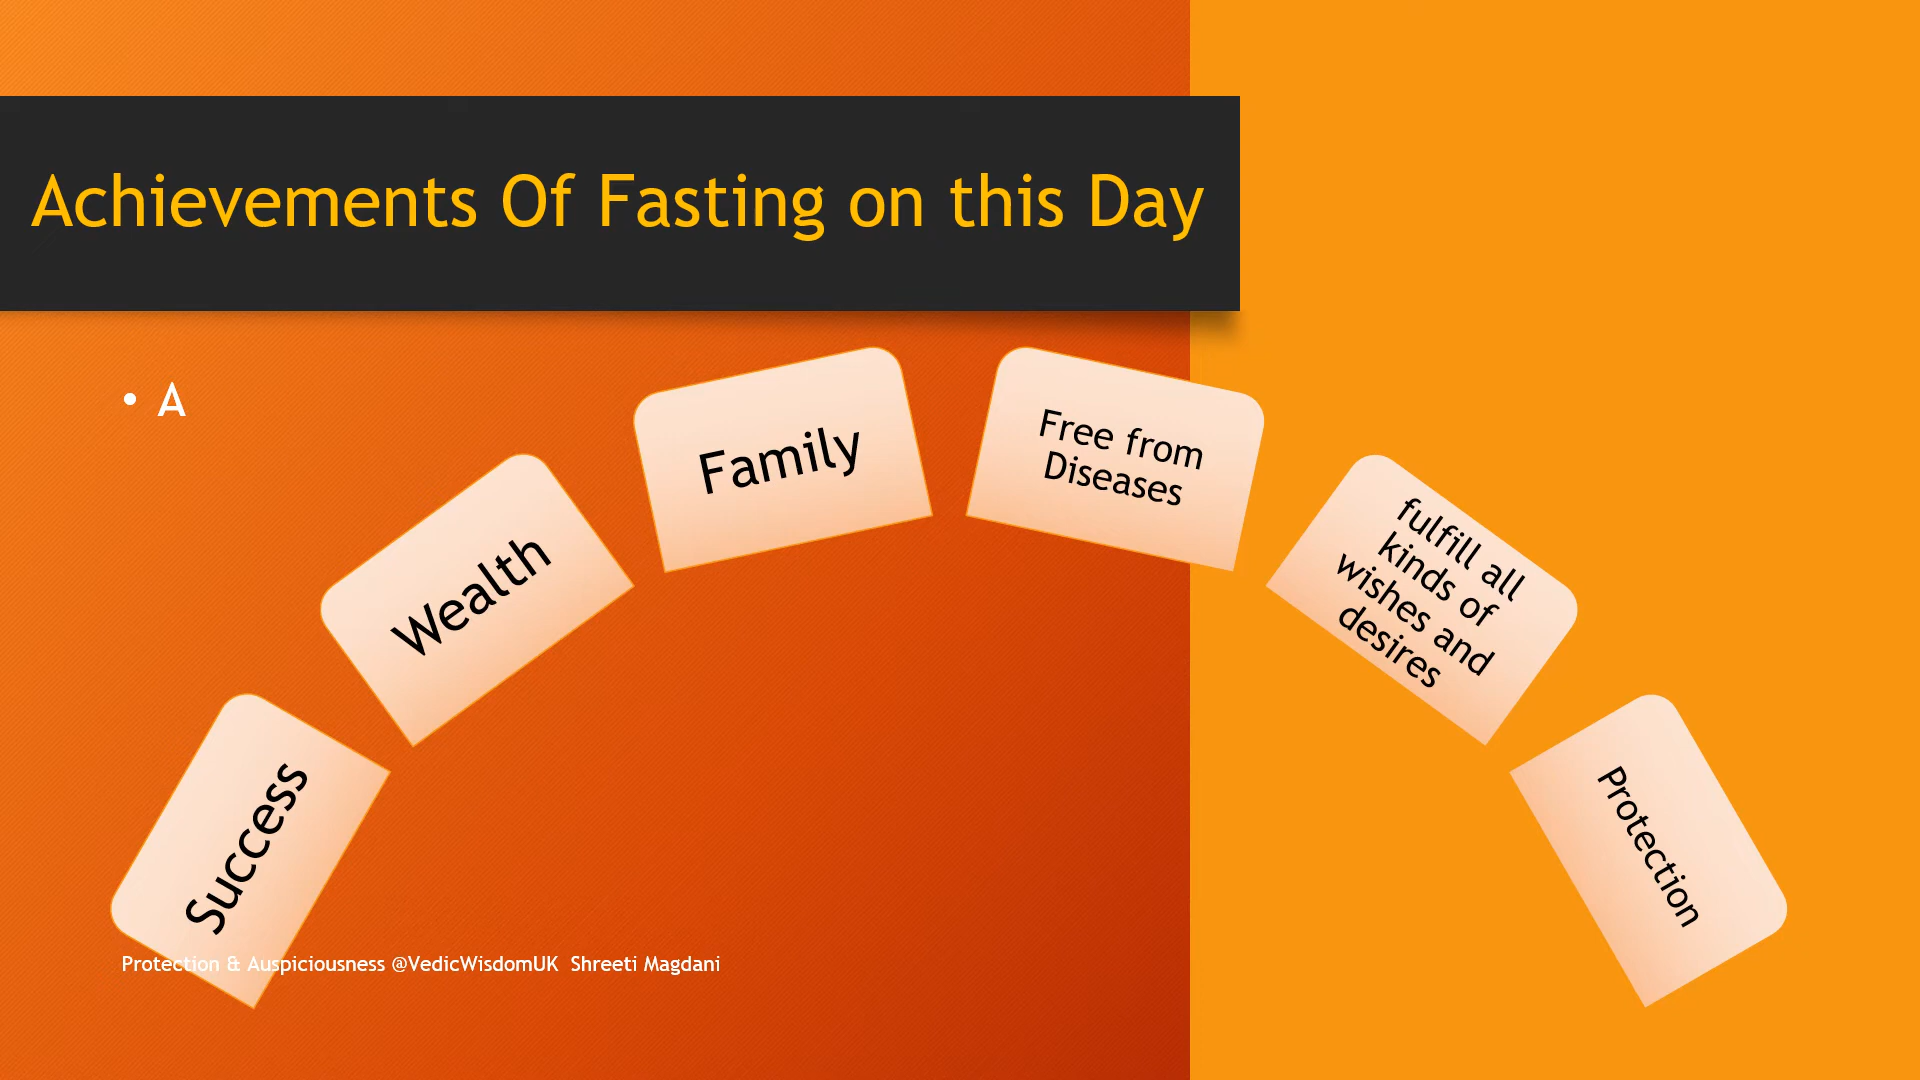 Achievements Of Fasting on this Day
• A
Success
Wealth
Family
Free from
Diseases
fulfill all
kinds of
wishes and
desires
Protection
Protection & Auspiciousness @VedicWisdomUK Shreeti Magdani